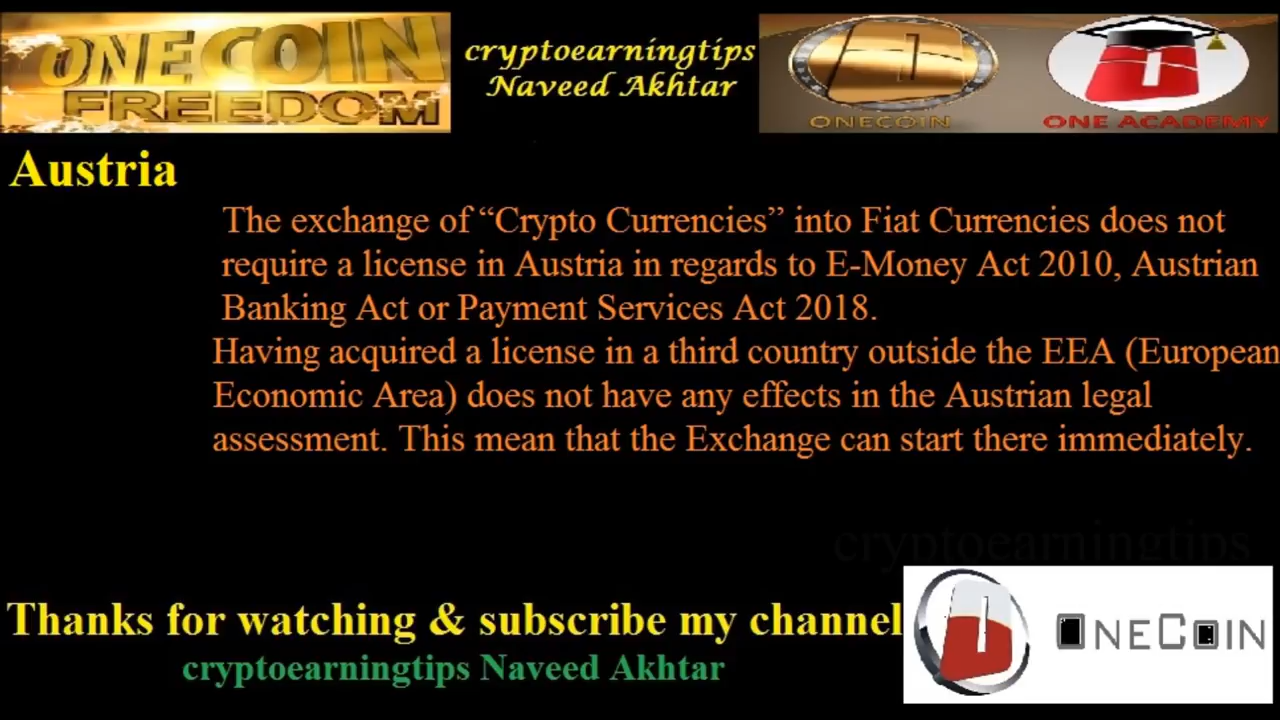 ONECOIN
FREEDOM
cryptoearningtips
Naveed Akhtar
ONECOIN
ONE ACADEMY
Austria
The exchange of “Crypto Currencies” into Fiat Currencies does not
require a license in Austria in regards to E-Money Act 2010, Austrian
Banking Act or Payment Services Act 2018.
Having acquired a license in a third country outside the EEA (European
Economic Area) does not have any effects in the Austrian legal
assessment. This mean that the Exchange can start there immediately.
cryptoearningtips
Thanks for watching & subscribe my channel
cryptoearningtips Naveed Akhtar
ONECOIN